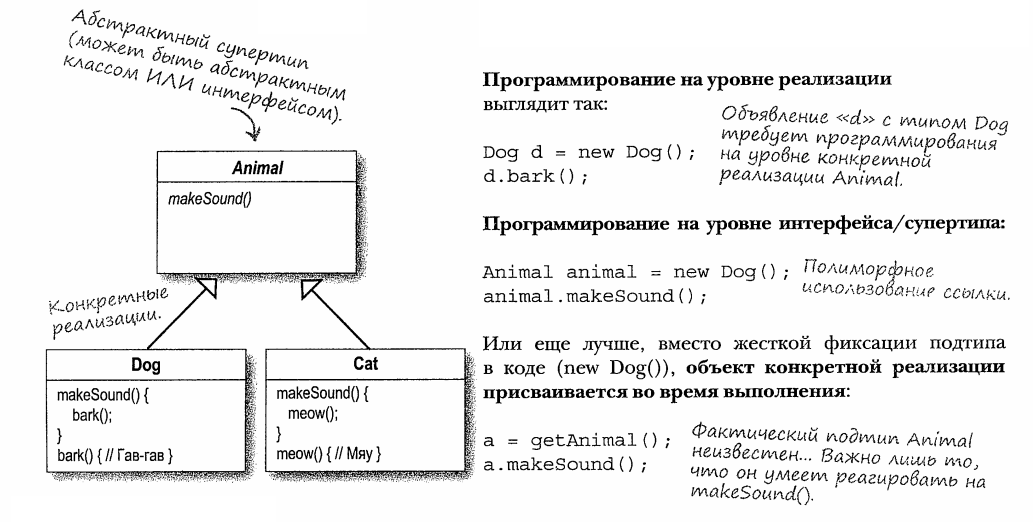 Абстрактный супертип
(может быть абстрактным
классом ИЛИ интерфейсом).
Animal
makeSound()
Конкретные
реализации.
Dog
makeSound() {
bark();
}
bark() { // Гав-гав }
Cat
makeSound() {
meow();
}
meow() { // Мяу }
Программирование на уровне реализации
выглядит так:
Dog d = new Dog();
d.bark();
Объявление «d» с типом Dog
требует программирования
на уровне конкретной
реализации Animal.
Программирование на уровне интерфейса/супертипа:
Animal animal = new Dog();
animal.makeSound();
Полиморфное
использование ссылки.
Или еще лучше, вместо жесткой фиксации подтипа
в коде (new Dog()), объект конкретной реализации
присваивается во время выполнения:
a = getAnimal();
a.makeSound();
Фактический подтип Animal
неизвестен... Важно лишь то,
что он умеет реагировать на
makeSound().